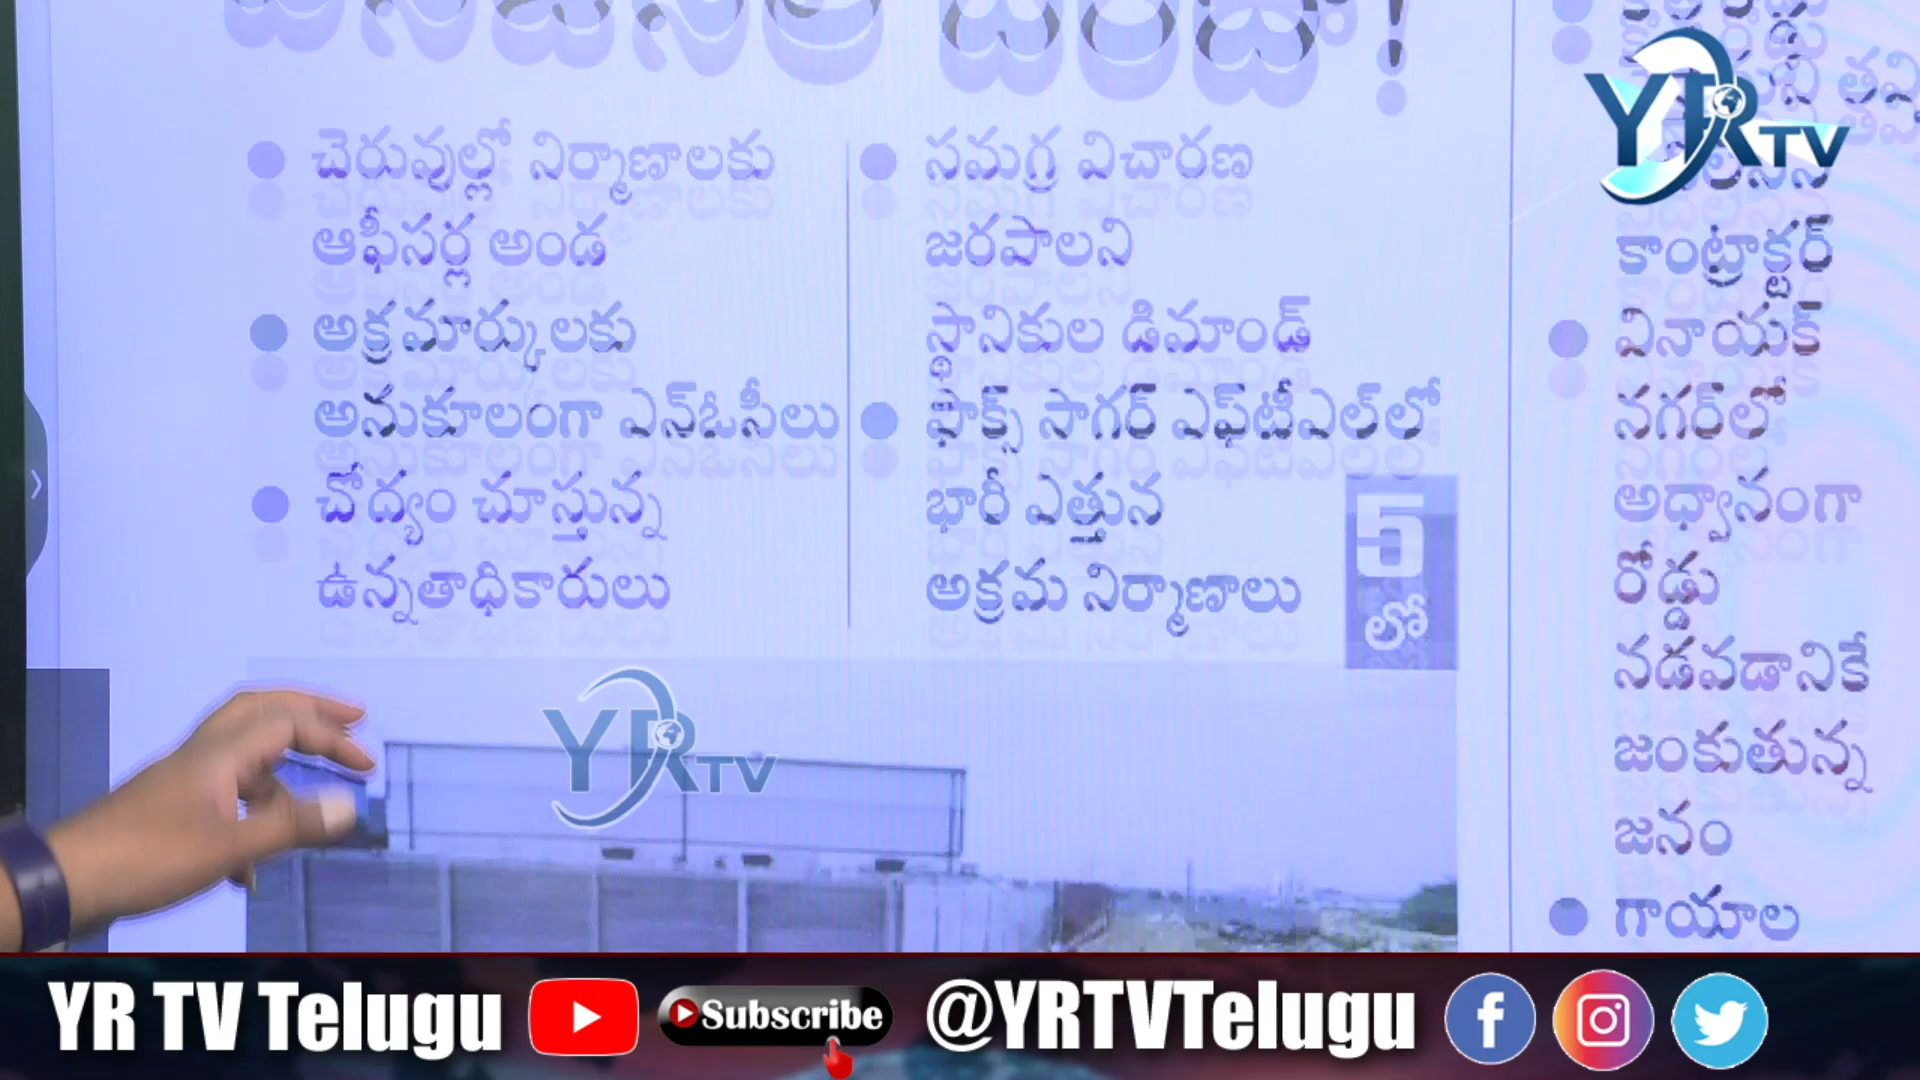 చెరువుల్లో నిర్మాణాలకు
ఆఫీసర్ల అండ
అక్రమార్కులకు
అనుకూలంగా ఎన్ఓసీలు
చోద్యం చూస్తున్న
ఉన్నతాధికారులు
సమగ్ర విచారణ
జరపాలని
స్థానికుల డిమాండ్
ఫాక్స్ సాగర్ ఎఫ్‌టీఎల్‌లో
భారీ ఎత్తున
అక్రమ నిర్మాణాలు
5
లో
కాంట్రాక్టర్
వినాయక్
నగర్‌లో
అధ్వానంగా
రోడ్డు
నడవడానికే
జంకుతున్న
జనం
గాయాల
YR TV
YR TV
YR TV Telugu
Subscribe
@YRTVTelugu